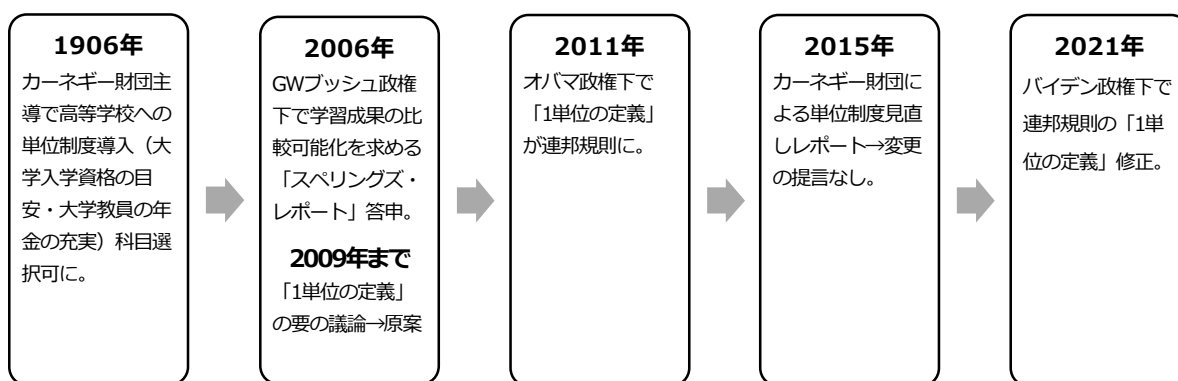 1906年
カーネギー財団主
導で高等学校への
単位制度導入（大
学入学資格の目
安・大学教員の年
金の充実）科目選
択可に。
2006年
GWブッシュ政権
下で学習成果の比
較可能化を求める
「スペリングズ・
レポート」答申。
2009年まで
「1単位の定義」
の要の議論→原案
2011年
オバマ政権下で
「1単位の定義」
が連邦規則に。
2015年
カーネギー財団に
よる単位制度見直
しレポート→変更
の提言なし。
2021年
バイデン政権下で
連邦規則の「1単
位の定義」修正。